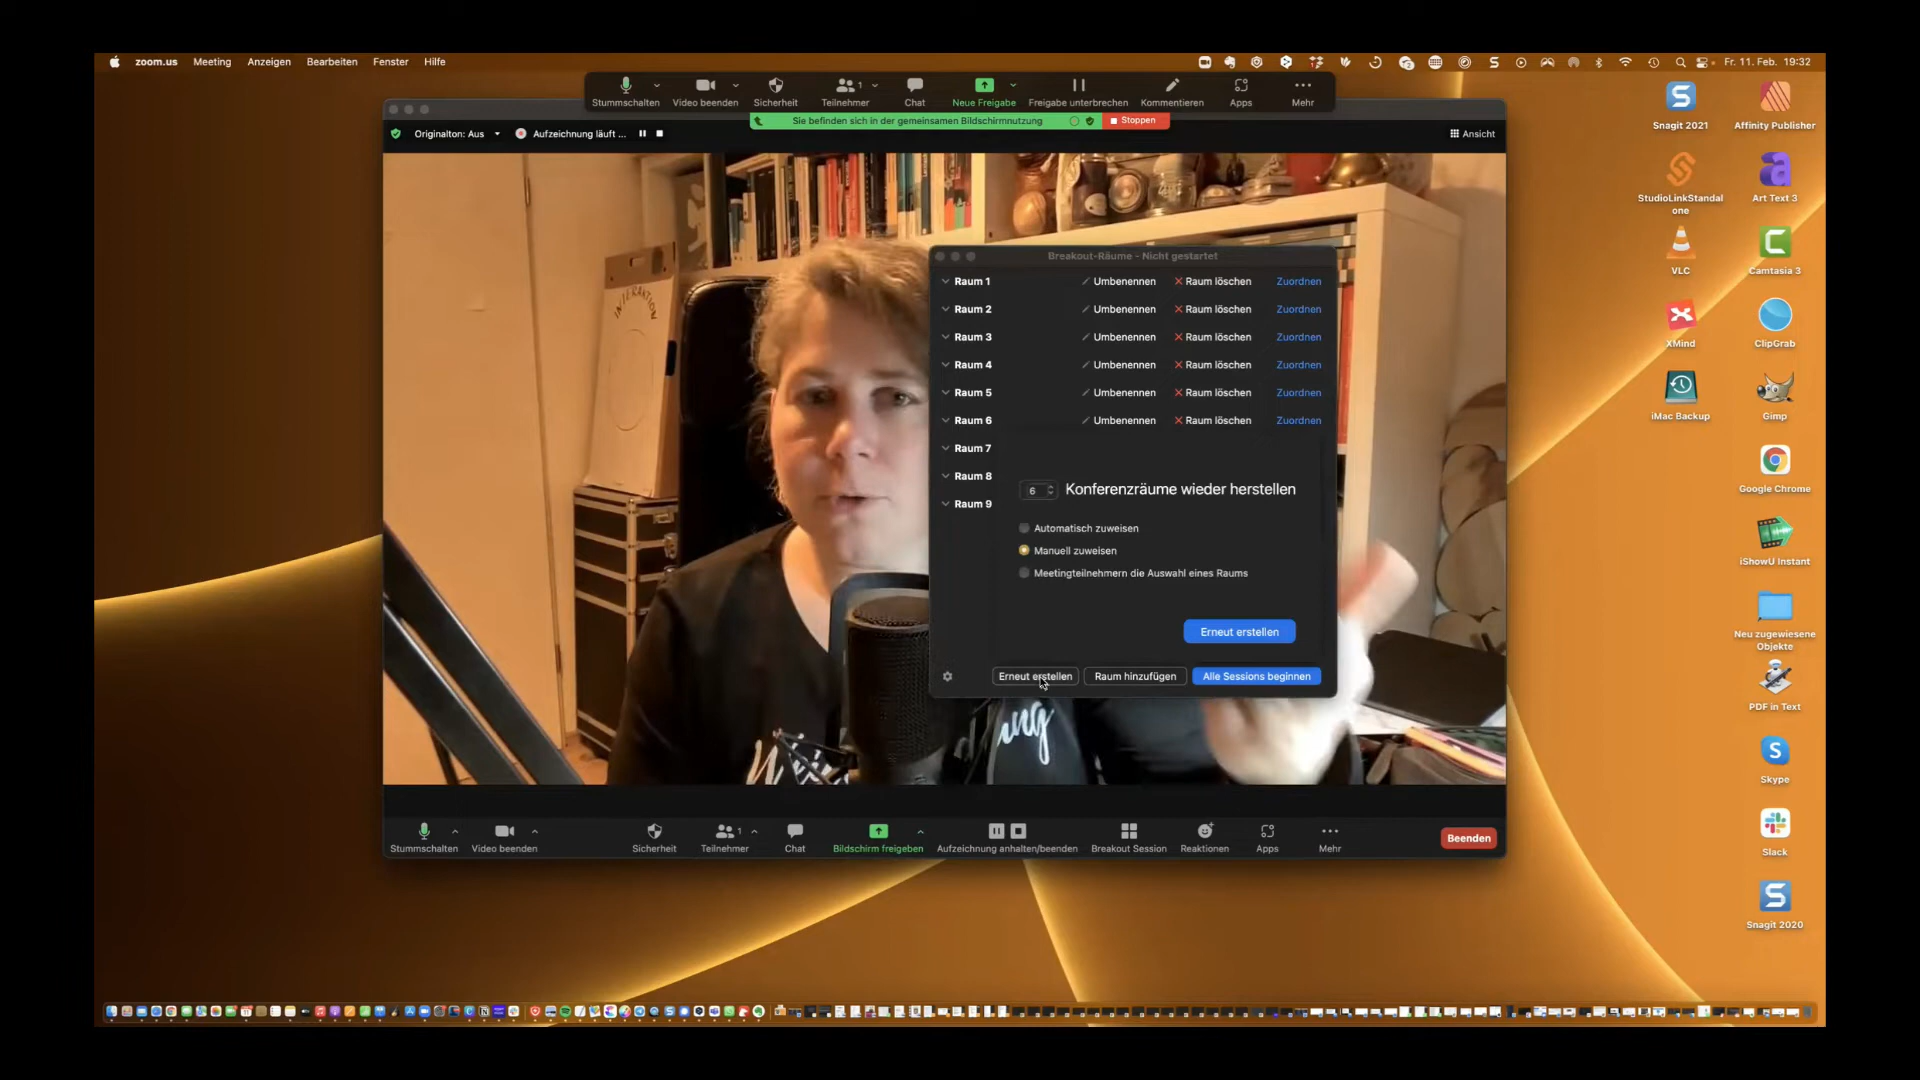 zoom.us Meeting Anzeigen Bearbeiten Fenster Hilfe
Fr. 11. Feb. 19:32
Stummschalten Video beenden Sicherheit Teilnehmer 1 Chat Neue Freigabe Freigabe unterbrechen Kommentieren Apps Mehr
Sie befinden sich in der gemeinsamen Bildschirmnutzung Stoppen
Originalton: Aus Aufzeichnung läuft ... Ansicht
INTERAKTION
Breakout-Räume - Nicht gestartet
Raum 1 Umbenennen Raum löschen Zuordnen
Raum 2 Umbenennen Raum löschen Zuordnen
Raum 3 Umbenennen Raum löschen Zuordnen
Raum 4 Umbenennen Raum löschen Zuordnen
Raum 5 Umbenennen Raum löschen Zuordnen
Raum 6 Umbenennen Raum löschen Zuordnen
Raum 7
Raum 8
Raum 9
6 Konferenzräume wieder herstellen
Automatisch zuweisen
Manuell zuweisen
Meetingteilnehmern die Auswahl eines Raums
Erneut erstellen
Erneut erstellen Raum hinzufügen Alle Sessions beginnen
Stummschalten Video beenden Sicherheit Teilnehmer 1 Chat Bildschirm freigeben Aufzeichnung anhalten/beenden Breakout Session Reaktionen Apps Mehr Beenden
Snagit 2021 Affinity Publisher
StudioLinkStandal
one
Art Text 3
VLC Camtasia 3
XMind ClipGrab
iMac Backup Gimp
Google Chrome
iShowU Instant
Neu zugewiesene
Objekte
PDF in Text
Skype
Slack
Snagit 2020